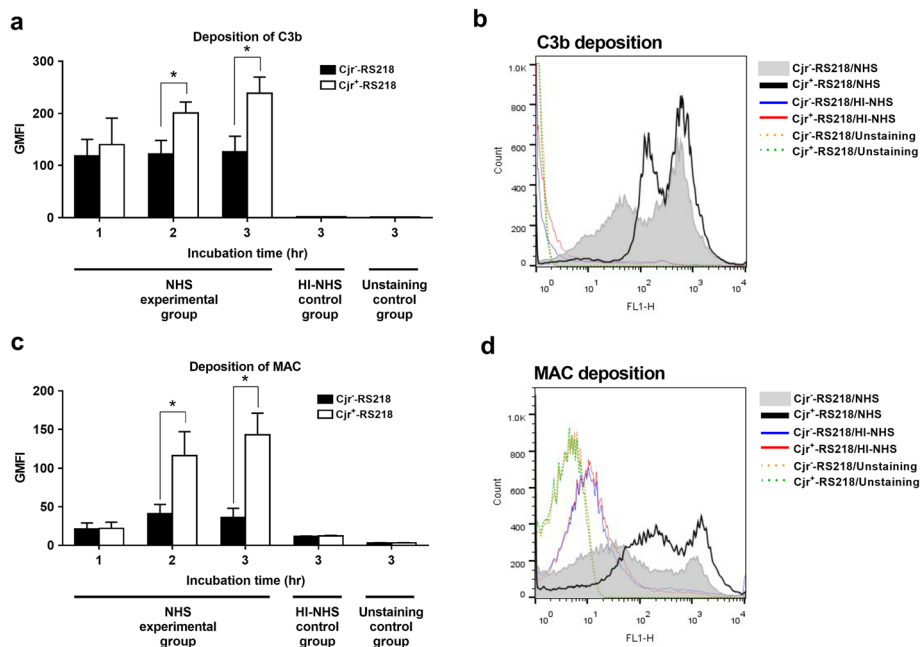 a
Deposition of C3b
300
200
100
0
GMFI
Cjr⁻-RS218
Cjr⁺-RS218
*
*
1 2 3 3 3
Incubation time (hr)
NHS
experimental
group
HI-NHS
control
group
Unstaining
control
group
b
C3b deposition
1.0K
800
600
400
200
0
Count
10⁰ 10¹ 10² 10³ 10⁴
FL1-H
Cjr⁻-RS218/NHS
Cjr⁺-RS218/NHS
Cjr⁻-RS218/HI-NHS
Cjr⁺-RS218/HI-NHS
Cjr⁻-RS218/Unstaining
Cjr⁺-RS218/Unstaining
c
Deposition of MAC
200
150
100
50
0
GMFI
Cjr⁻-RS218
Cjr⁺-RS218
*
*
1 2 3 3 3
Incubation time (hr)
NHS
experimental
group
HI-NHS
control
group
Unstaining
control
group
d
MAC deposition
1.0K
800
600
400
200
0
Count
10⁰ 10¹ 10² 10³ 10⁴
FL1-H
Cjr⁻-RS218/NHS
Cjr⁺-RS218/NHS
Cjr⁻-RS218/HI-NHS
Cjr⁺-RS218/HI-NHS
Cjr⁻-RS218/Unstaining
Cjr⁺-RS218/Unstaining